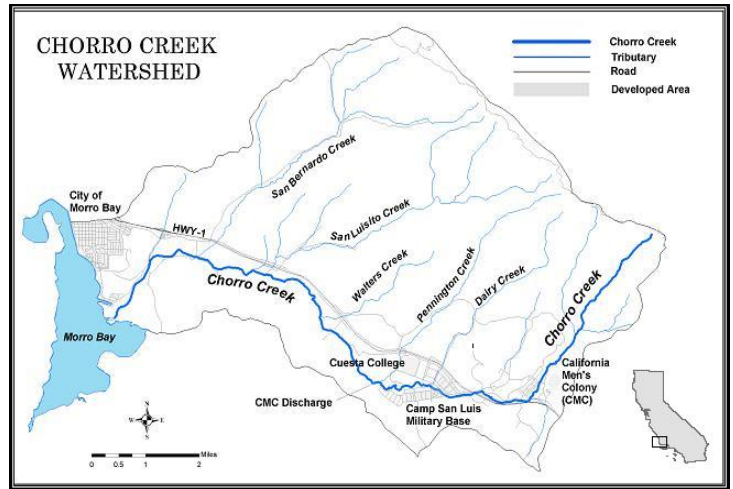 CHORRO CREEK
WATERSHED
Chorro Creek
Tributary
Road
Developed Area
San Bernardo Creek
City of
Morro Bay
HWY-1
San Luisito Creek
Chorro Creek
Walters Creek
Pennington Creek
Dairy Creek
Chorro Creek
Morro Bay
Cuesta College
California
Men's
Colony
(CMC)
CMC Discharge
Camp San Luis
Military Base
N
W
E
0 0.5 1 2 Miles